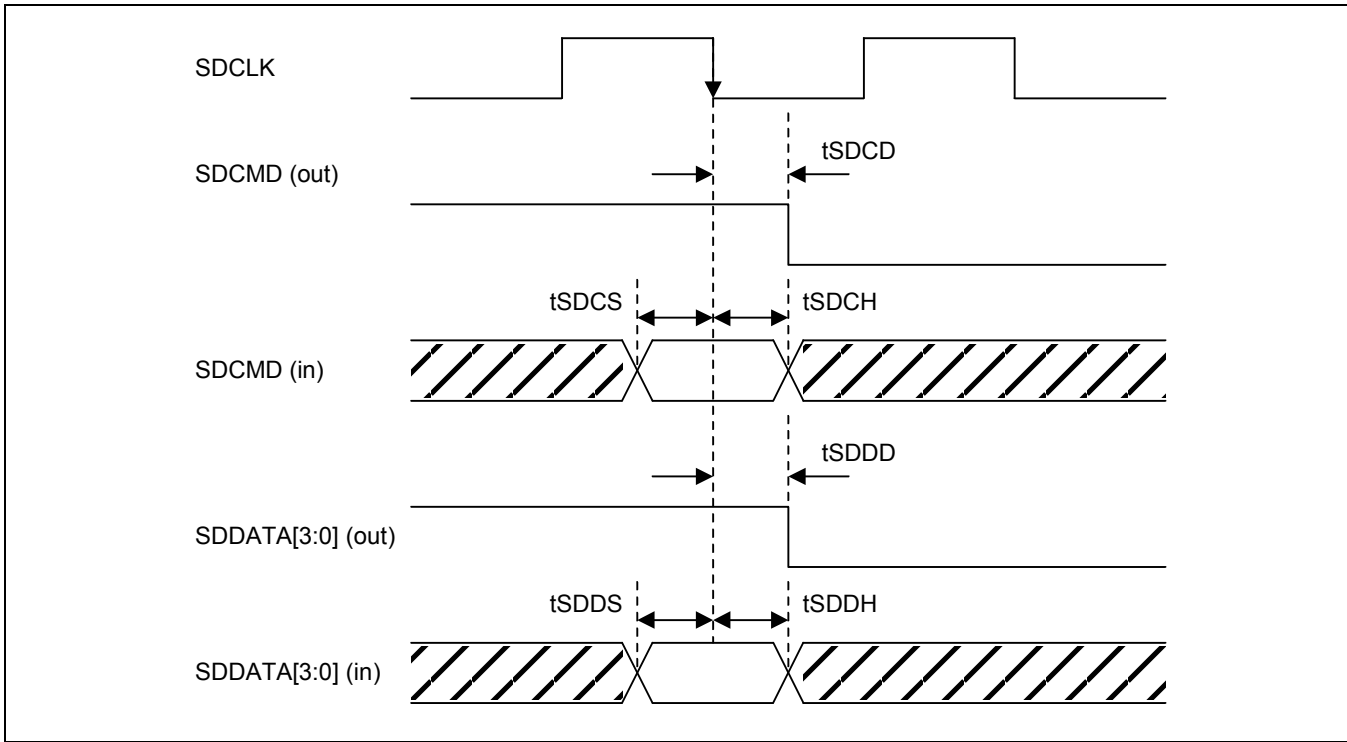 SDCLK
tSDCD
SDCMD (out)
tSDCS
tSDCH
SDCMD (in)
tSDDD
SDDATA[3:0] (out)
tSDDS
tSDDH
SDDATA[3:0] (in)